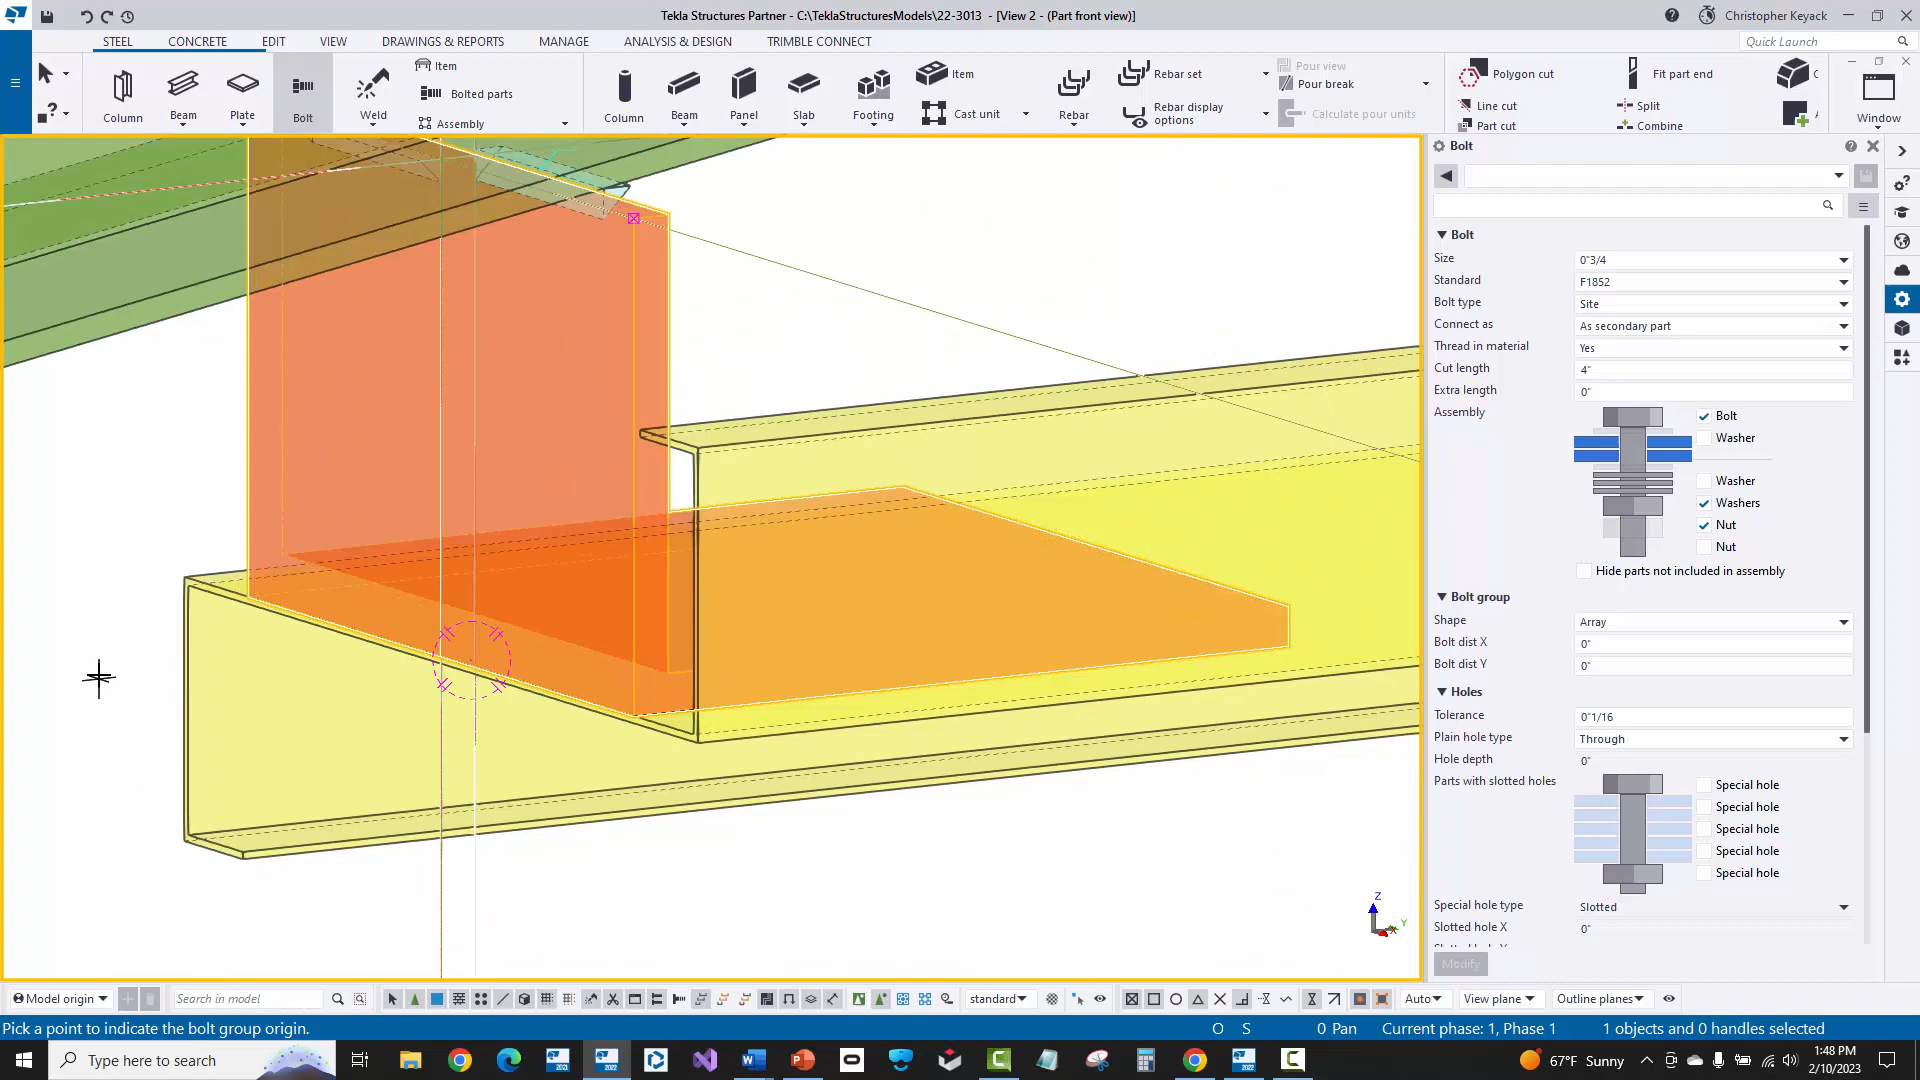 Tekla Structures Partner - C:\TeklaStructuresModels\22-3013 - [View 2 - (Part front view)]
Christopher Keyack
STEEL CONCRETE EDIT VIEW DRAWINGS & REPORTS MANAGE ANALYSIS & DESIGN TRIMBLE CONNECT
Quick Launch
Column Beam Plate Bolt Weld
Item
Bolted parts
Assembly
Column Beam Panel Slab Footing
Item
Cast unit
Rebar
Rebar set
Rebar display options
Pour view
Pour break
Calculate pour units
Polygon cut
Line cut
Part cut
Fit part end
Split
Combine
Window
Bolt
Bolt
Size 0"3/4
Standard F1852
Bolt type Site
Connect as As secondary part
Thread in material Yes
Cut length 4"
Extra length 0"
Assembly
Bolt
Washer
Washer
Washers
Nut
Nut
Hide parts not included in assembly
Bolt group
Shape Array
Bolt dist X 0"
Bolt dist Y 0"
Holes
Tolerance 0"1/16
Plain hole type Through
Hole depth 0"
Parts with slotted holes
Special hole
Special hole
Special hole
Special hole
Special hole
Special hole type Slotted
Slotted hole X 0"
Modify
Z
Y
Model origin Search in model standard Auto View plane Outline planes
Pick a point to indicate the bolt group origin. O S 0 Pan Current phase: 1, Phase 1 1 objects and 0 handles selected
Type here to search
67°F Sunny
1:48 PM
2/10/2023